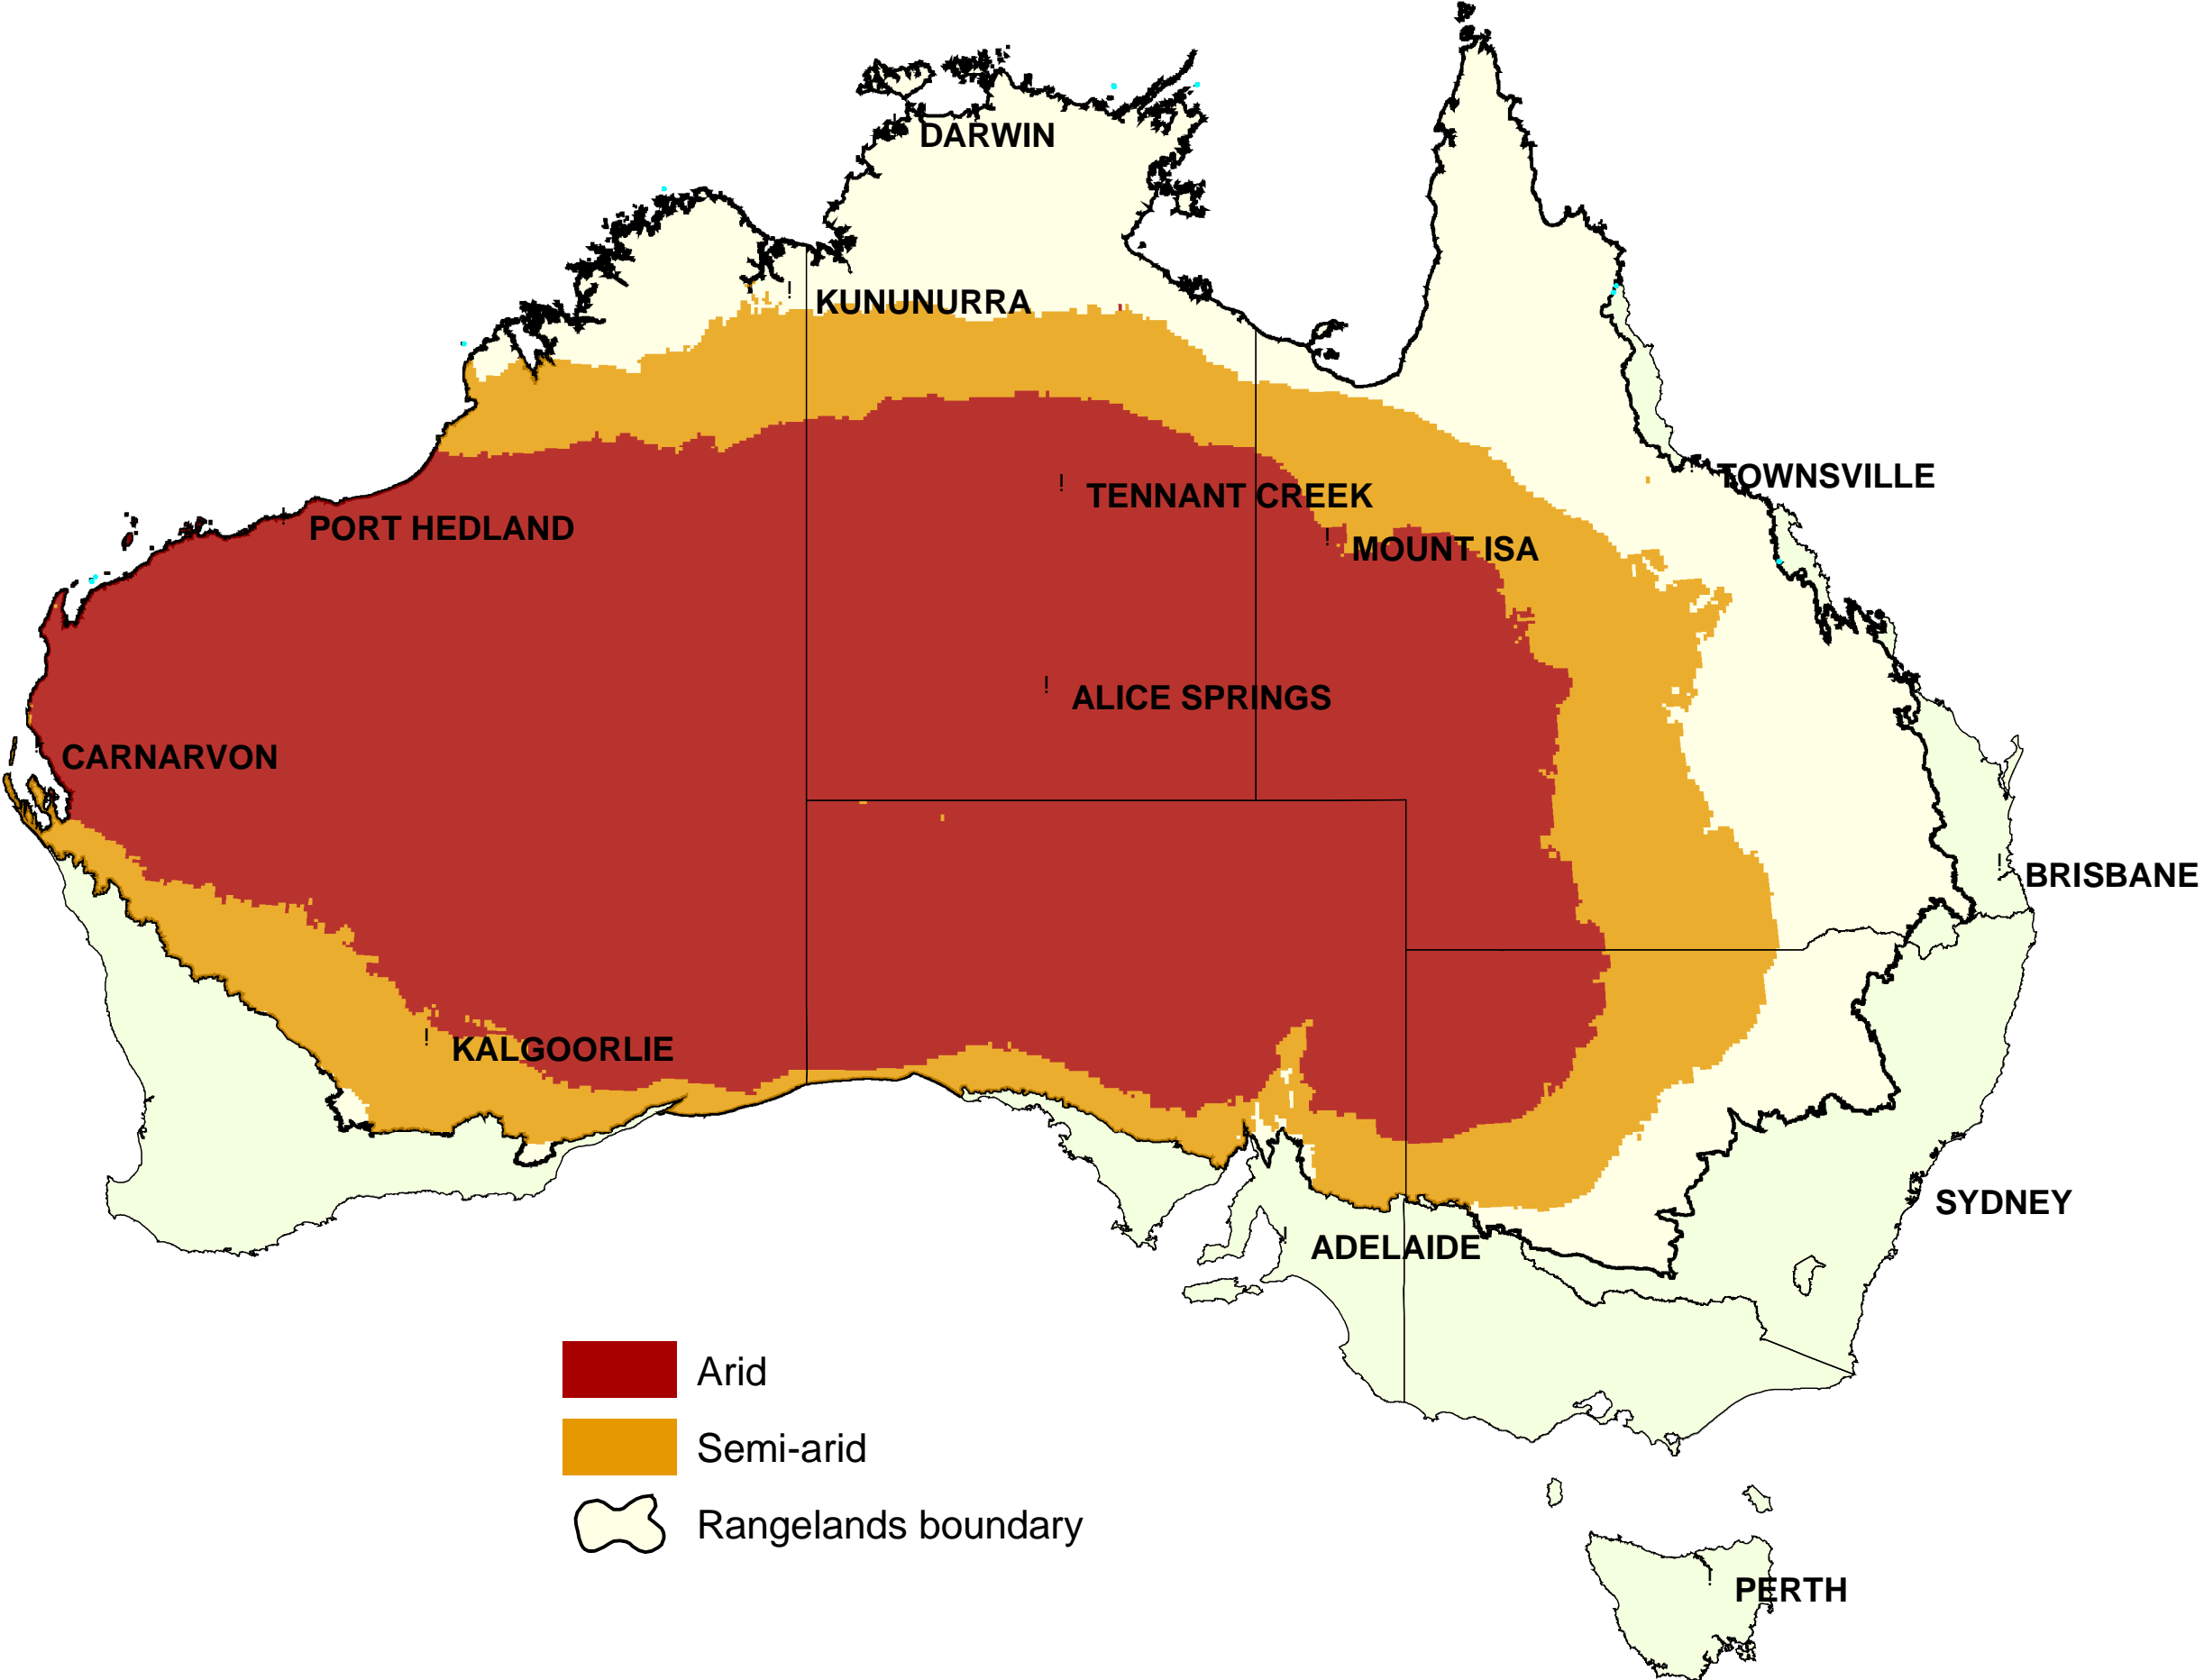 DARWIN
KUNUNURRA
TOWNSVILLE
TENNANT CREEK
PORT HEDLAND
MOUNT ISA
ALICE SPRINGS
CARNARVON
BRISBANE
KALGOORLIE
SYDNEY
ADELAIDE
Arid
Semi-arid
Rangelands boundary
PERTH